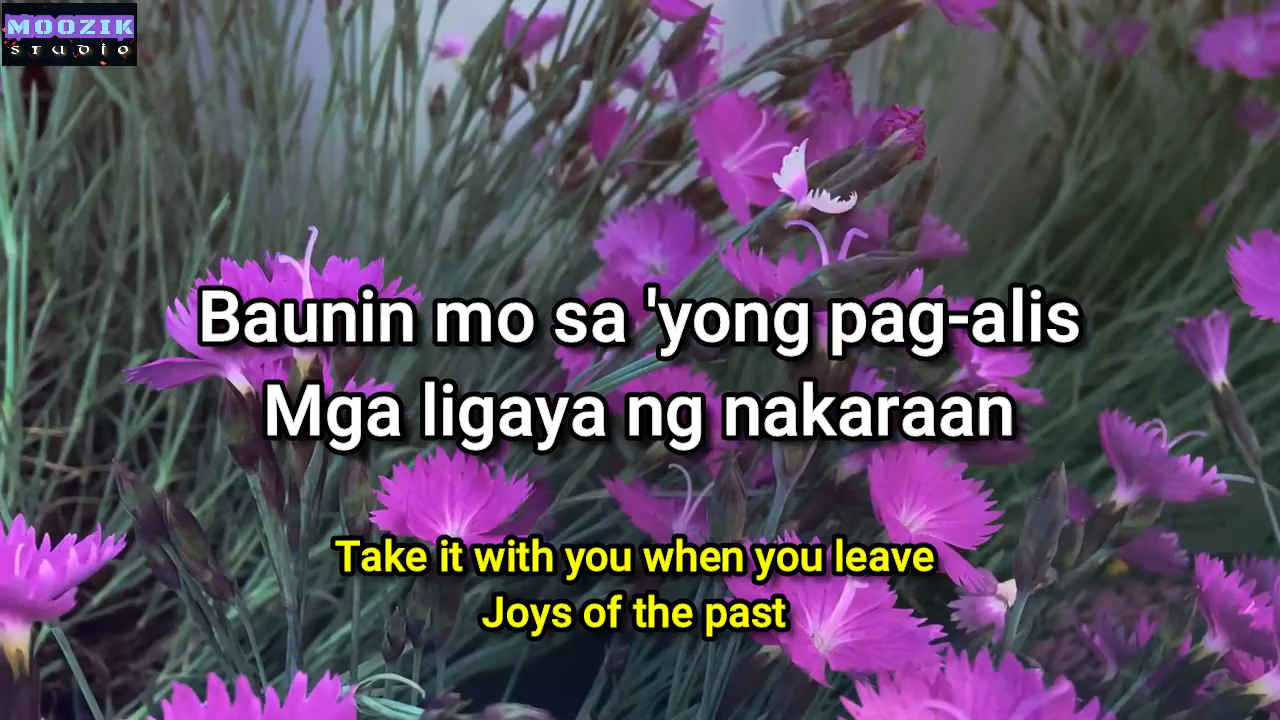 MOOZIK
studio
Baunin mo sa 'yong pag-alis
Mga ligaya ng nakaraan
Take it with you when you leave
Joys of the past